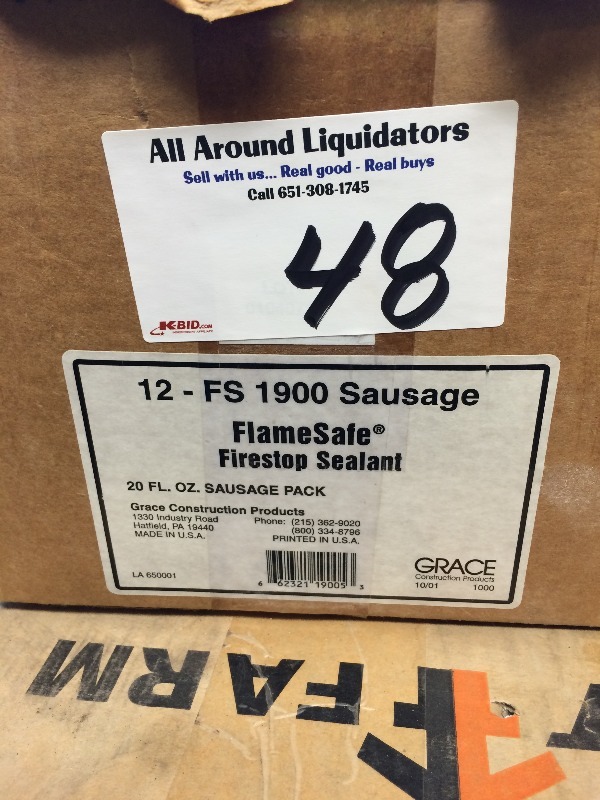 All Around Liquidators
Sell with us... Real good - Real buys
Call 651-308-1745
48
K-BID.COM
12 - FS 1900 Sausage
FlameSafe®
Firestop Sealant
20 FL. OZ. SAUSAGE PACK
Grace Construction Products
1330 Industry Road
Hatfield, PA 19440
MADE IN U.S.A.
Phone: (215) 362-9020
(800) 334-8796
PRINTED IN U.S.A.
LA 650001
6 62321 19005 3
GRACE
Construction Products
10/01 1000
FARM